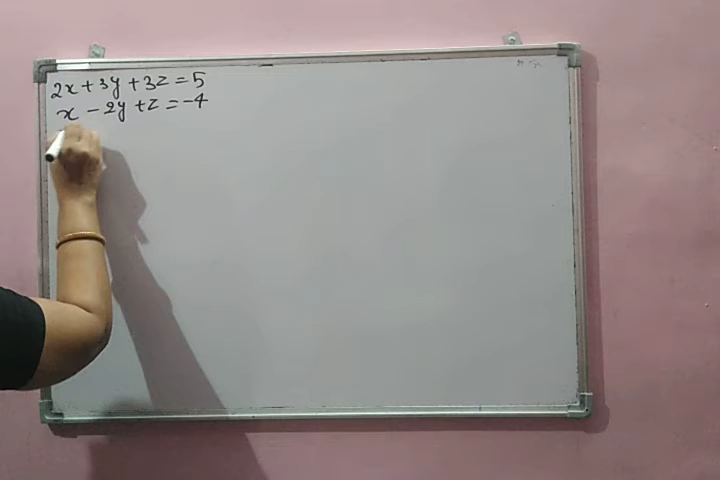 2x + 3y + 3z = 5
x - 2y + z = -4